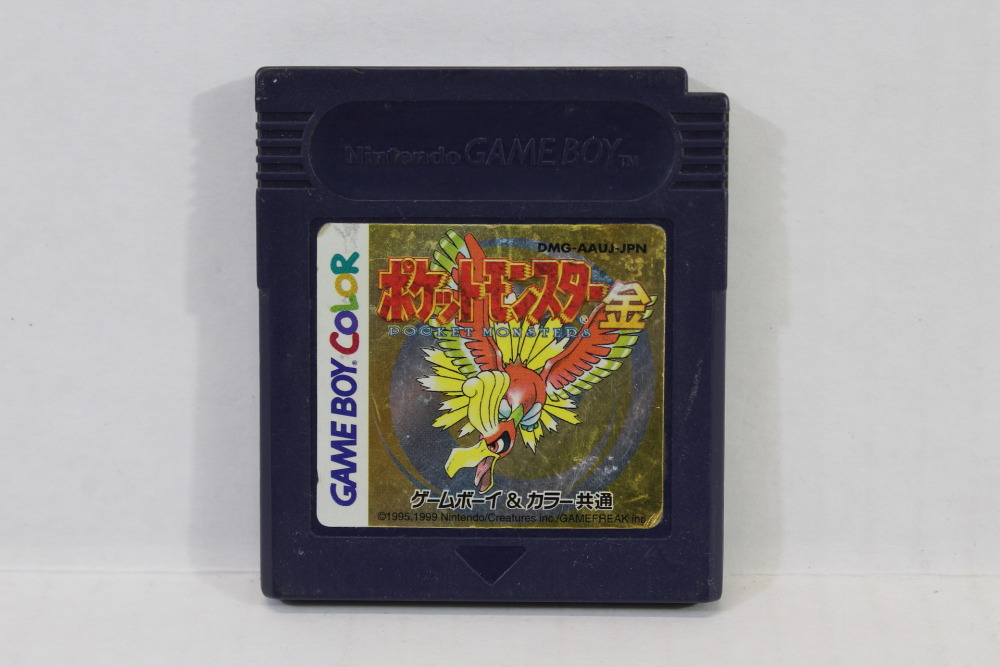 Nintendo GAME BOY™
DMG-AAUJ-JPN
ポケットモンスター金
POCKET MONSTERS
GAME BOY COLOR
ゲームボーイ&カラー共通
©1995,1999 Nintendo/Creatures inc./GAMEFREAK inc.